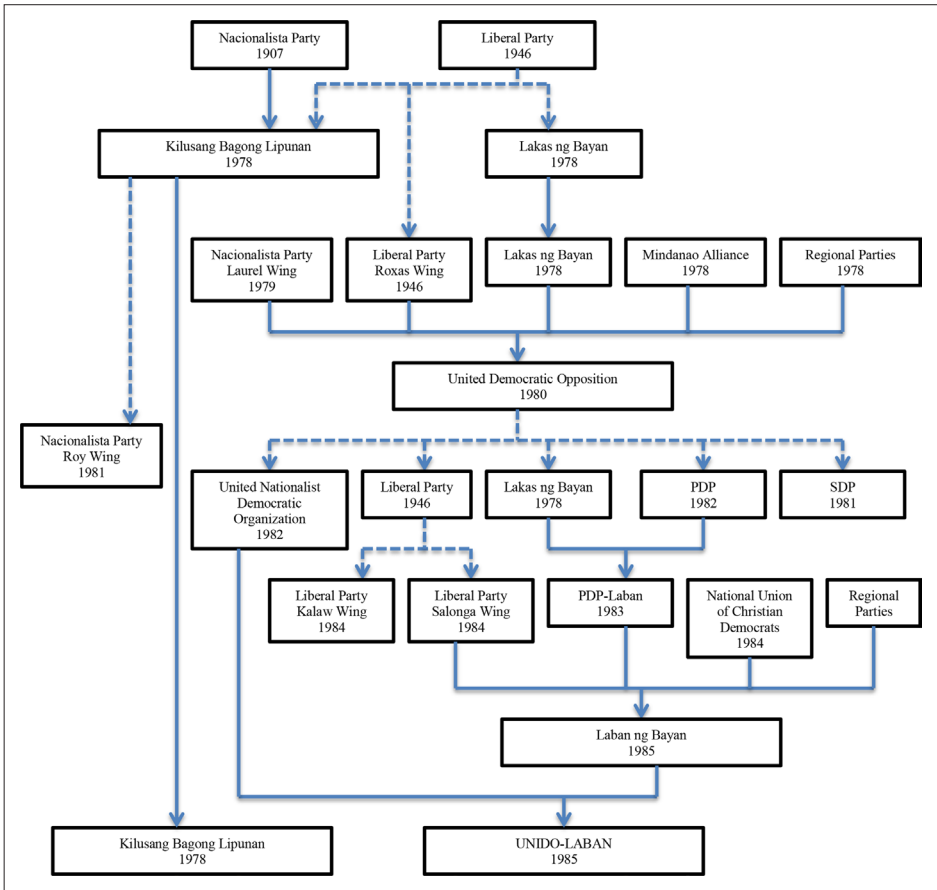 Nacionalista Party
1907
Liberal Party
1946
Kilusang Bagong Lipunan
1978
Lakas ng Bayan
1978
Nacionalista Party
Laurel Wing
1979
Liberal Party
Roxas Wing
1946
Lakas ng Bayan
1978
Mindanao Alliance
1978
Regional Parties
1978
United Democratic Opposition
1980
Nacionalista Party
Roy Wing
1981
United Nationalist
Democratic
Organization
1982
Liberal Party
1946
Lakas ng Bayan
1978
PDP
1982
SDP
1981
Liberal Party
Kalaw Wing
1984
Liberal Party
Salonga Wing
1984
PDP-Laban
1983
National Union
of Christian
Democrats
1984
Regional
Parties
Laban ng Bayan
1985
Kilusang Bagong Lipunan
1978
UNIDO-LABAN
1985